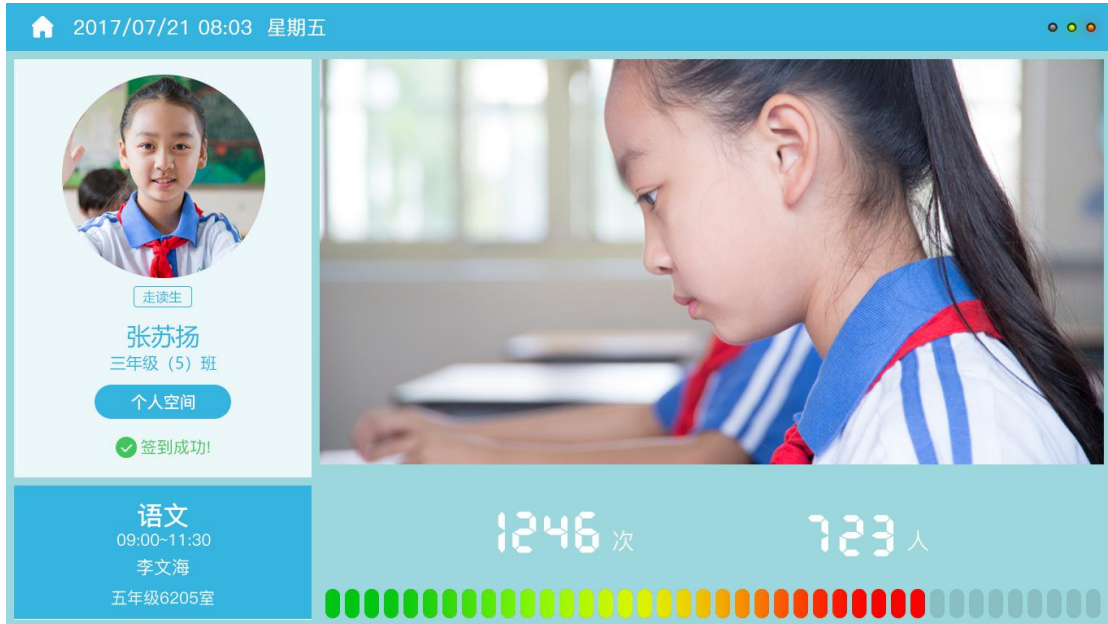 2017/07/21 08:03 星期五
走读生
张苏扬
三年级（5）班
个人空间
签到成功!
语文
09:00~11:30
李文海
五年级6205室
1246 次
723 人